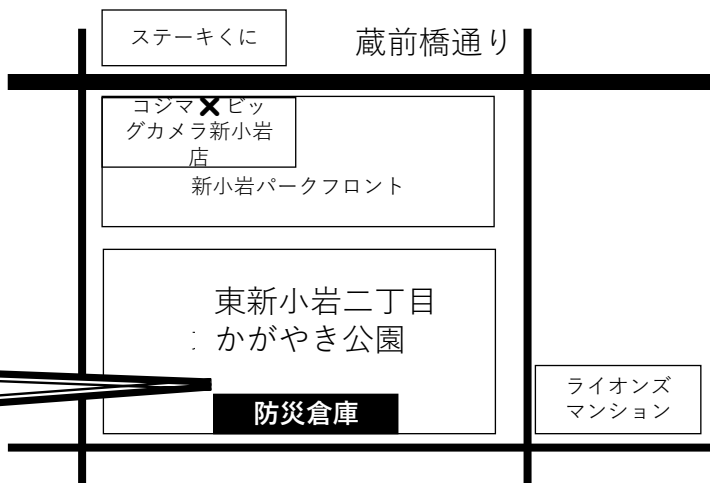 ステーキくに
蔵前橋通り
コジマ✖ビッ
グカメラ新小岩
店
新小岩パークフロント
東新小岩二丁目
かがやき公園
防災倉庫
ライオンズ
マンション